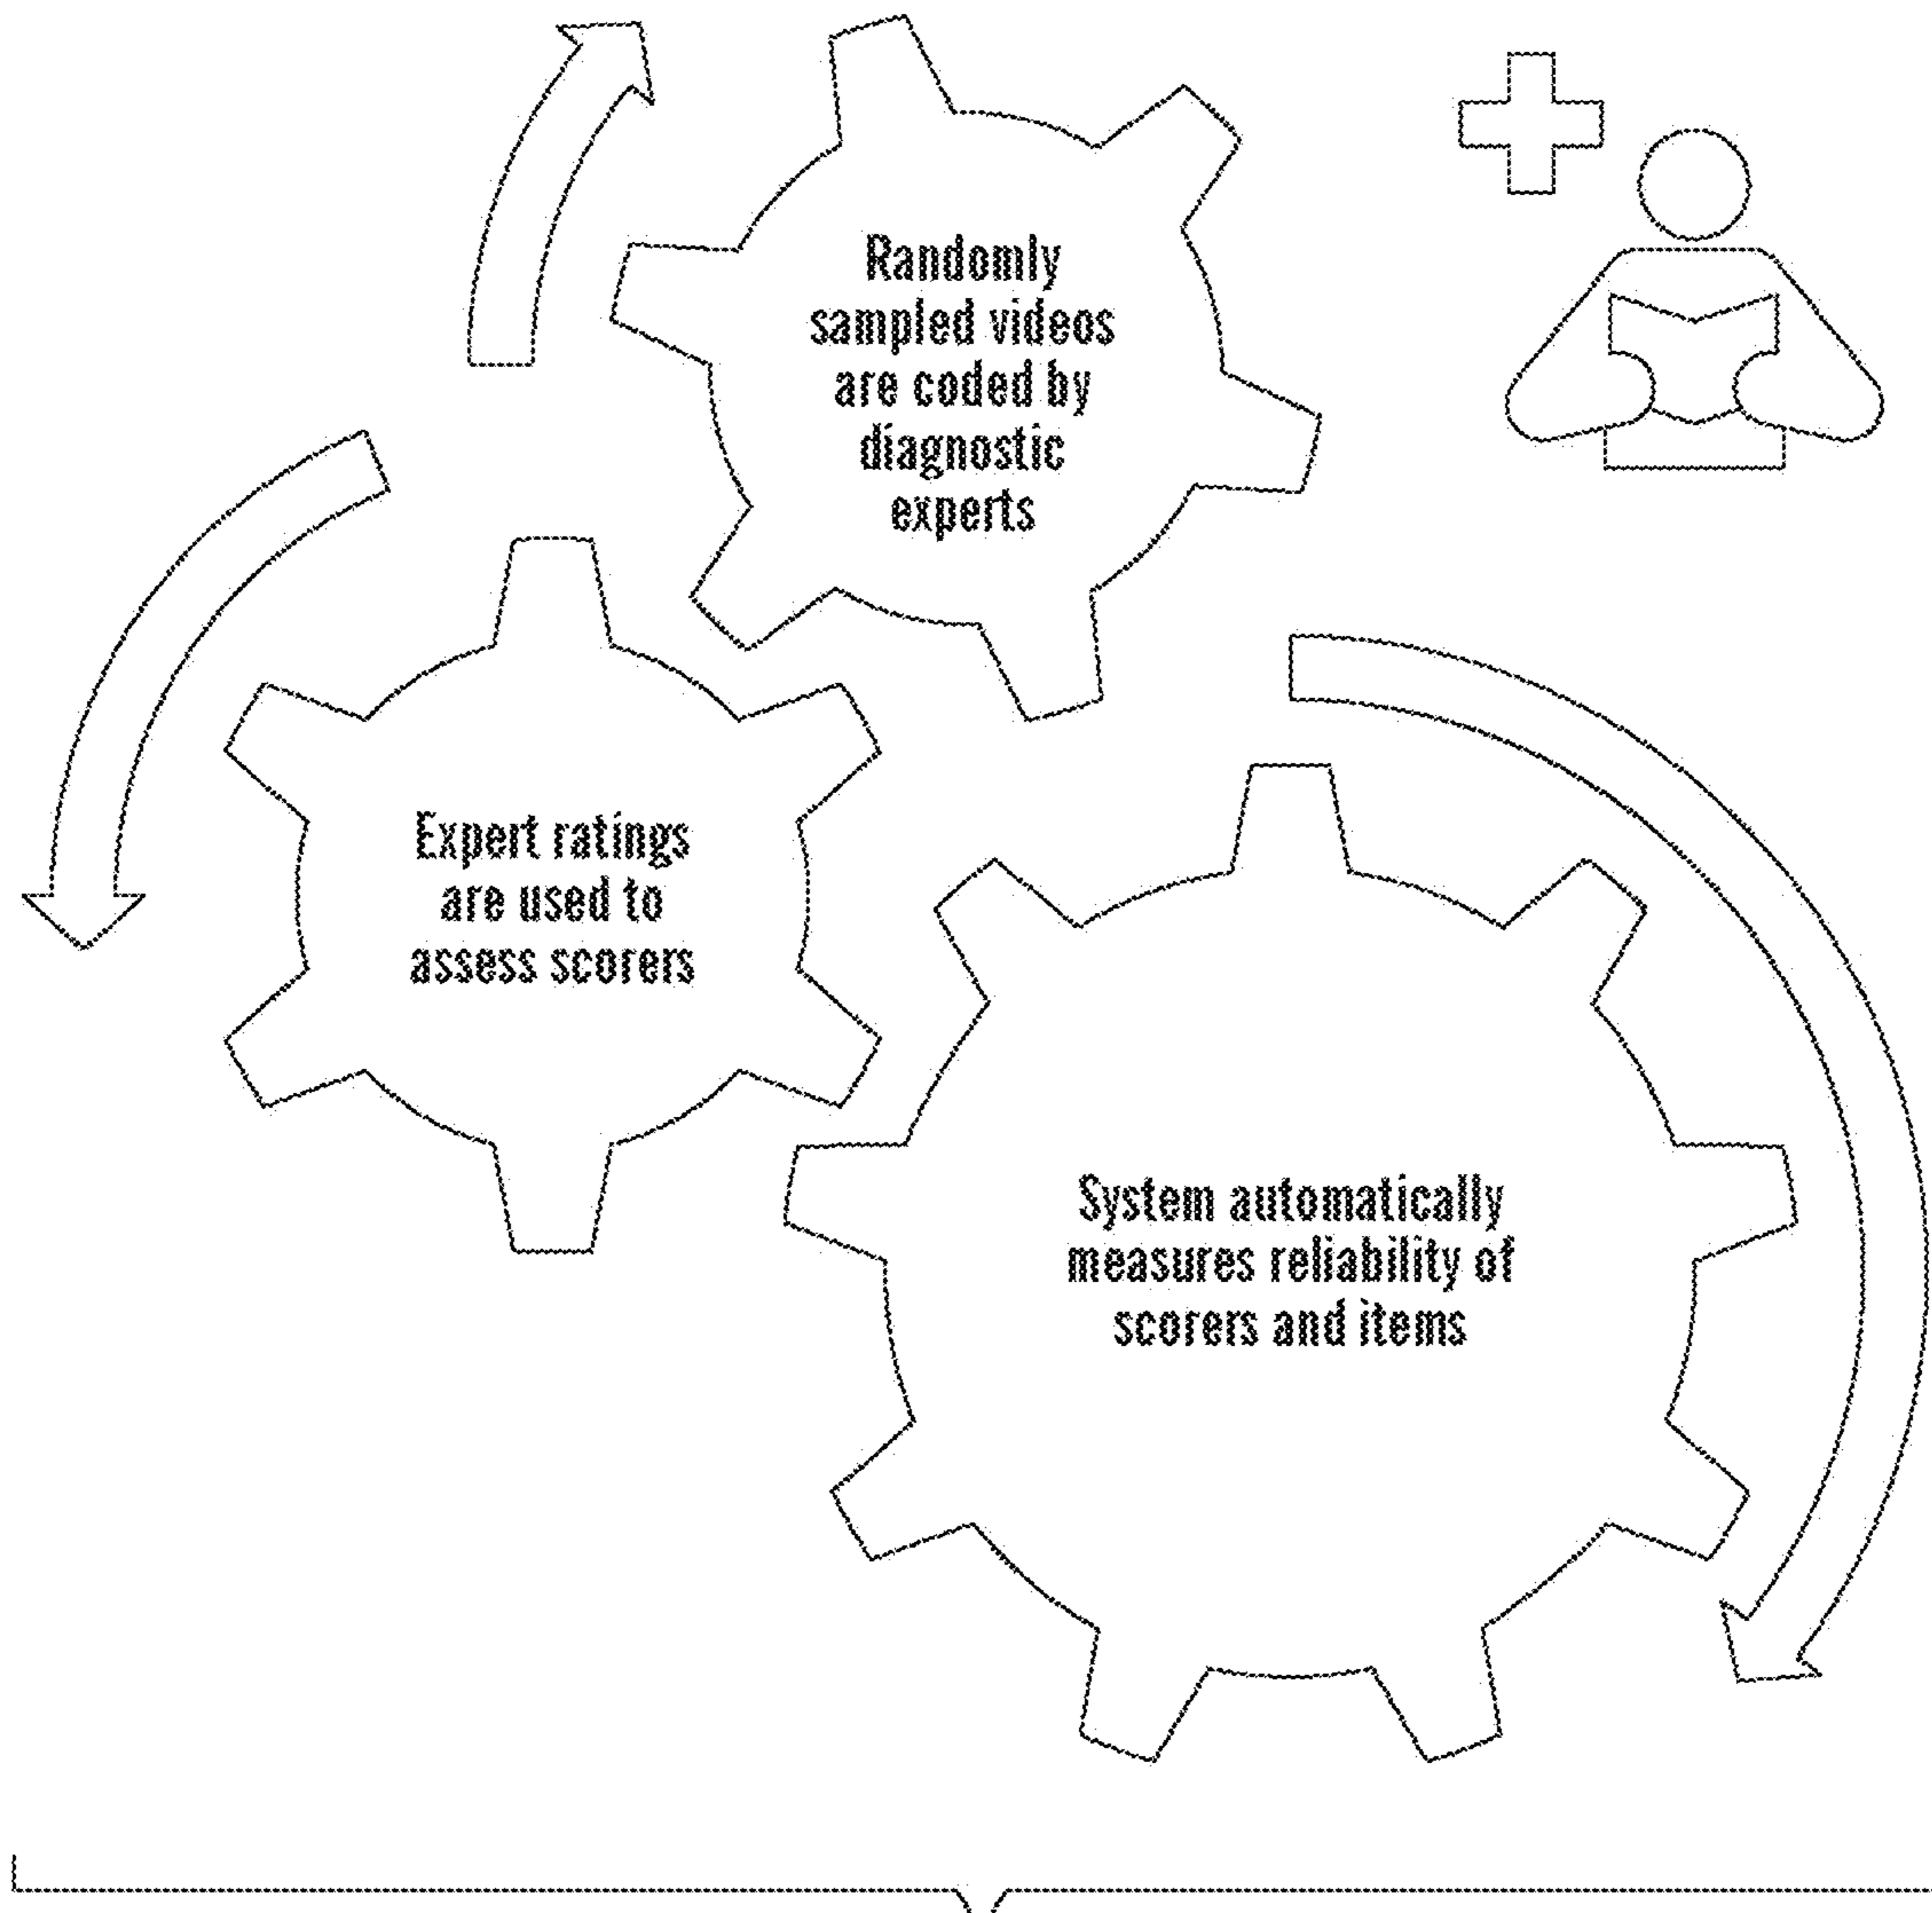 Randomly
sampled videos
are coded by
diagnostic
experts
Expert ratings
are used to
assess scorers
System automatically
measures reliability of
scorers and items